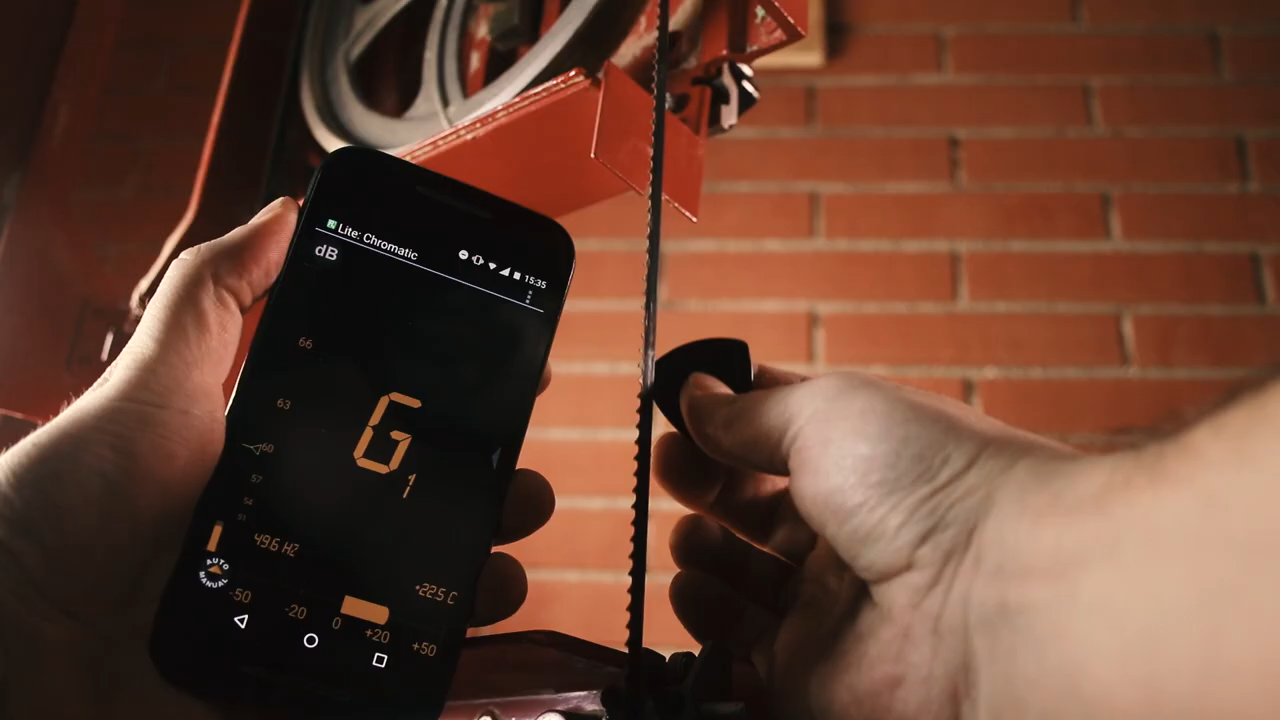 Lite: Chromatic
15:35
dB
66
63
60
57
54
51
G1
49.6 HZ
AUTO
MANUAL
+22.5 C
-50 -20 0 +20 +50